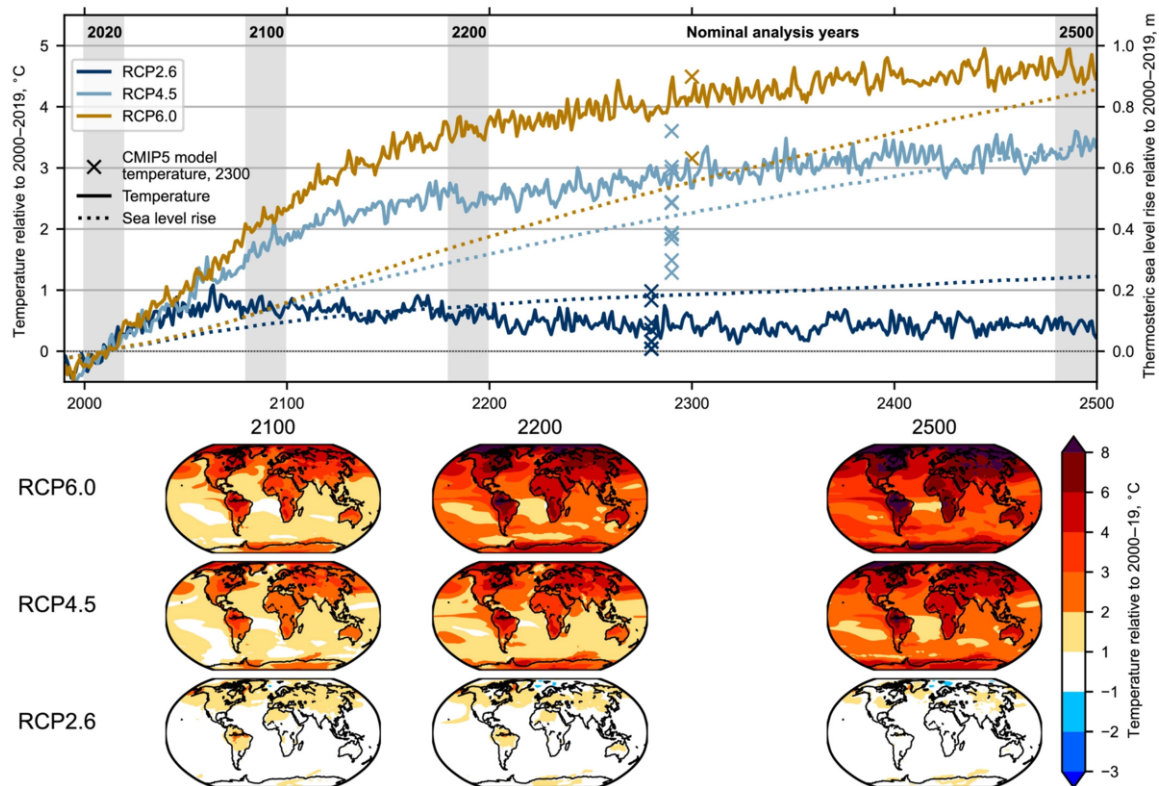 2020
2100
2200
Nominal analysis years
2500
Temperature relative to 2000–2019, °C
5
4
3
2
1
0
RCP2.6
RCP4.5
RCP6.0
CMIP5 model
temperature, 2300
Temperature
Sea level rise
1.0
0.8
0.6
0.4
0.2
0.0
Thermosteric sea level rise relative to 2000–2019, m
2000
2100
2200
2300
2400
2500
2100
2200
2500
RCP6.0
RCP4.5
RCP2.6
8
6
4
3
2
1
−1
−2
−3
Temperature relative to 2000–19, °C